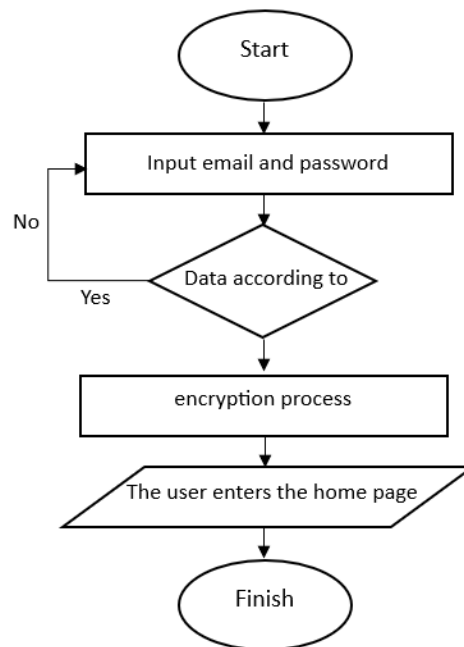 Start
Input email and password
No
Data according to
Yes
encryption process
The user enters the home page
Finish